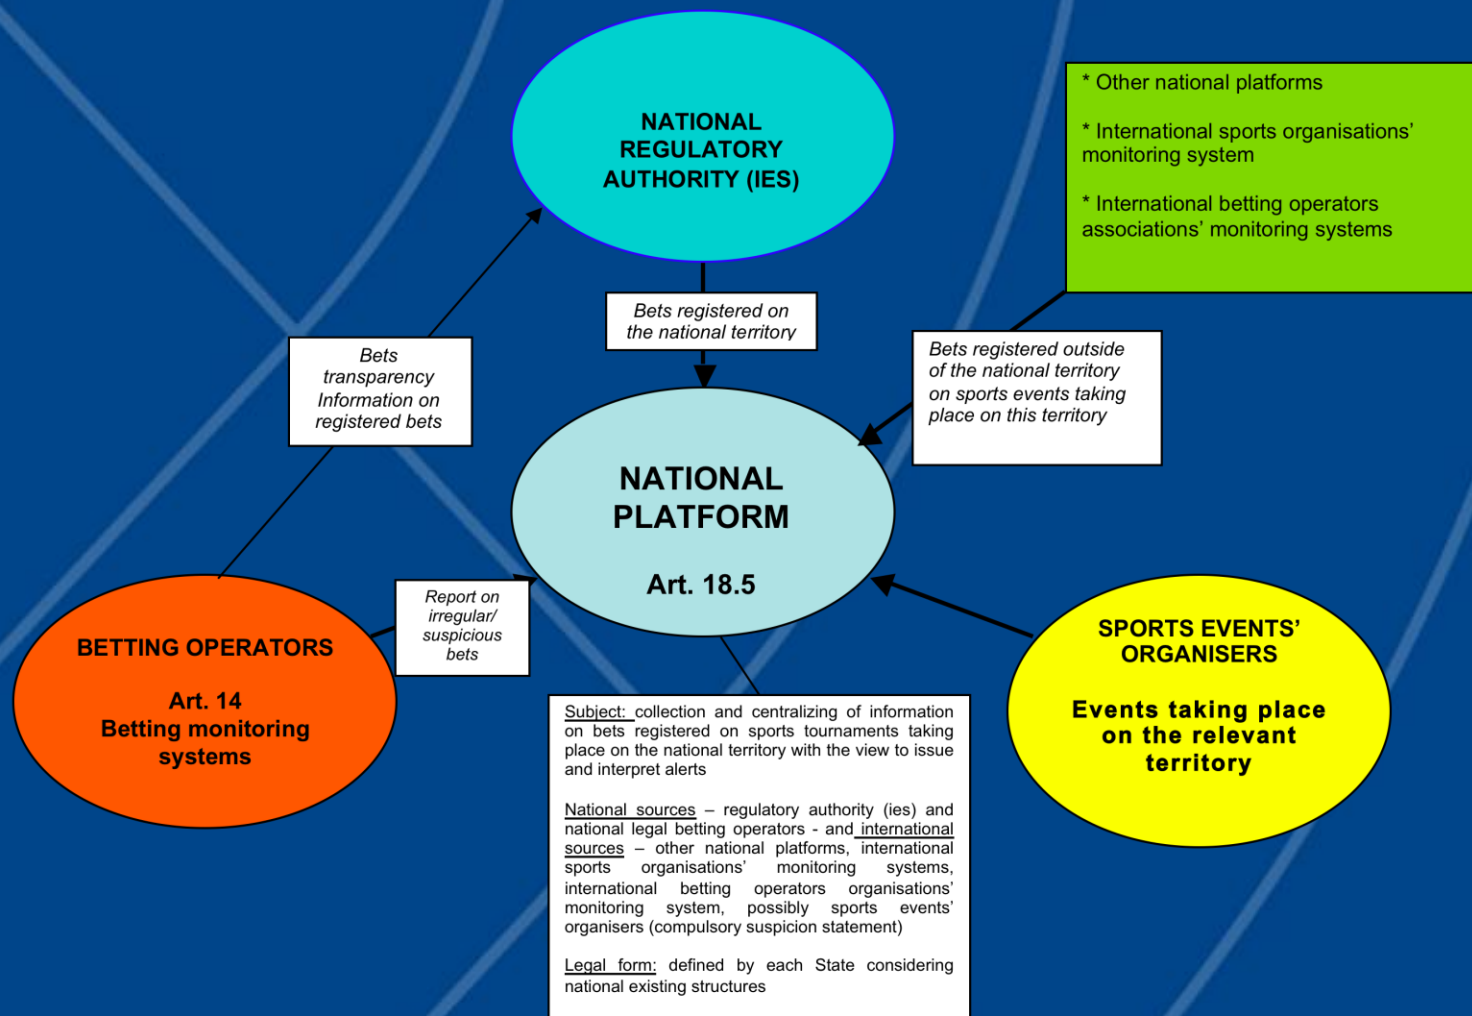 NATIONAL
REGULATORY
AUTHORITY (IES)
* Other national platforms
* International sports organisations’
monitoring system
* International betting operators
associations’ monitoring systems
Bets registered on
the national territory
Bets
transparency
Information on
registered bets
Bets registered outside
of the national territory
on sports events taking
place on this territory
NATIONAL
PLATFORM
Art. 18.5
BETTING OPERATORS
Art. 14
Betting monitoring
systems
Report on
irregular/
suspicious
bets
SPORTS EVENTS’
ORGANISERS
Events taking place
on the relevant
territory
Subject: collection and centralizing of information
on bets registered on sports tournaments taking
place on the national territory with the view to issue
and interpret alerts
National sources – regulatory authority (ies) and
national legal betting operators - and international
sources – other national platforms, international
sports organisations’ monitoring systems,
international betting operators organisations’
monitoring system, possibly sports events’
organisers (compulsory suspicion statement)
Legal form: defined by each State considering
national existing structures